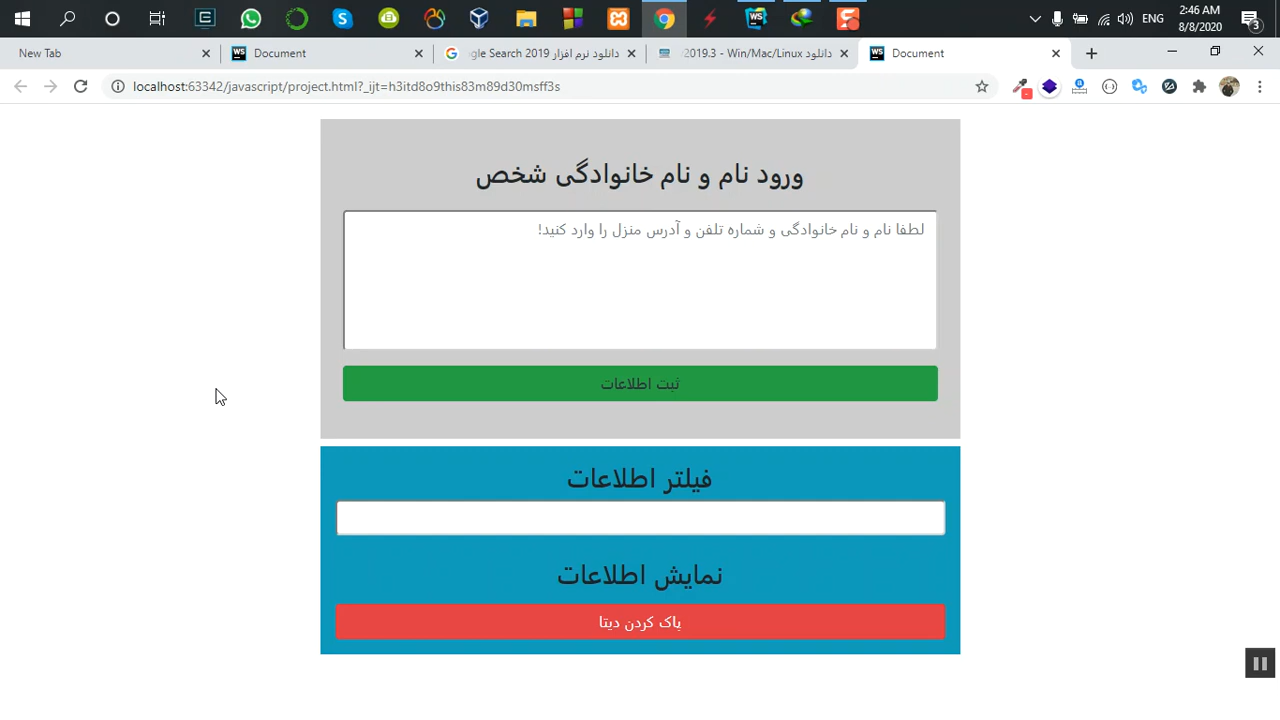 2:46 AM
ENG
8/8/2020
3
New Tab
Document
دانلود نرم افزار 2019 gle Search
دانلود 2019.3 - Win/Mac/Linux
Document
localhost:63342/javascript/project.html?_ijt=h3itd8o9this83m89d30msff3s
ورود نام و نام خانوادگی شخص
لطفا نام و نام خانوادگی و شماره تلفن و آدرس منزل را وارد کنید!
ثبت اطلاعات
فیلتر اطلاعات
نمایش اطلاعات
پاک کردن دیتا